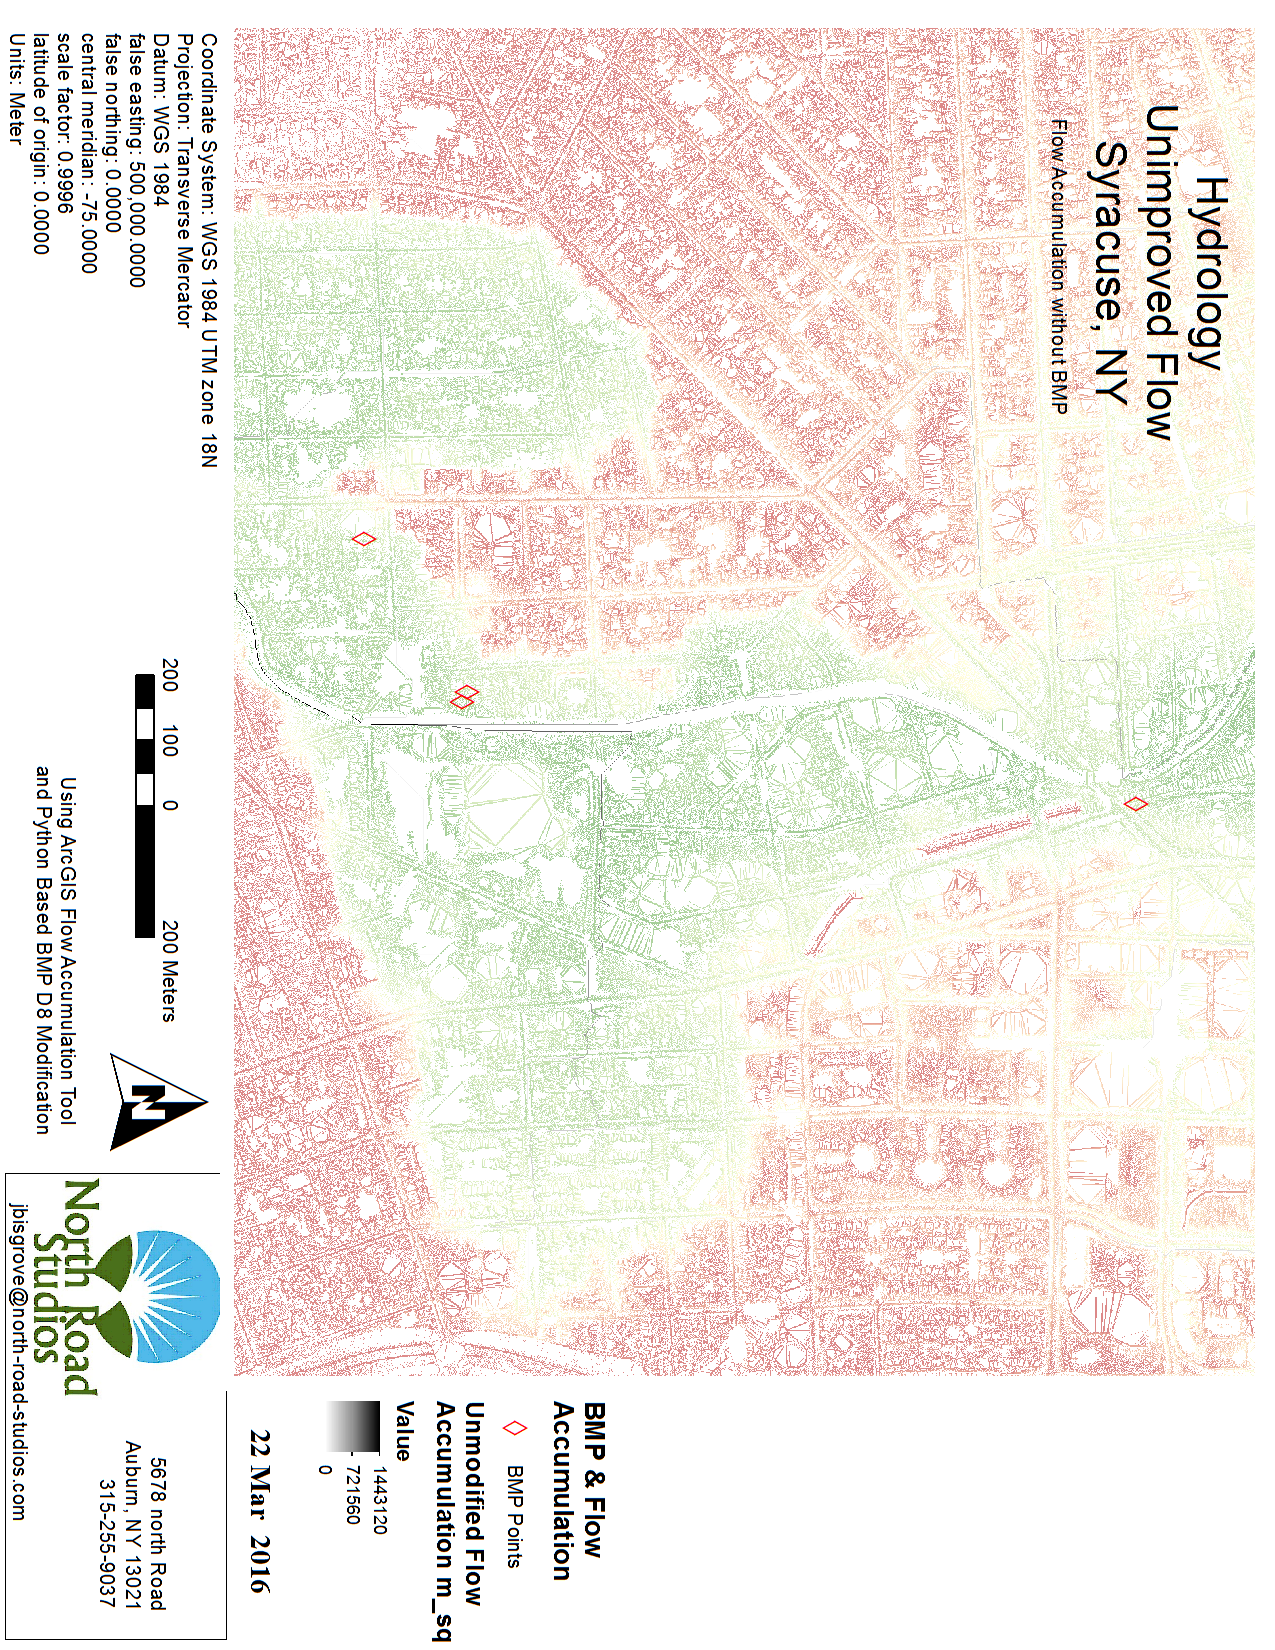 Hydrology
Unimproved Flow
Syracuse, NY
Flow Accumulation without BMP
BMP & Flow
Accumulation
BMP Points
Unmodified Flow
Accumulation m_sq
Value
1443120
721560
0
22 Mar 2016
Coordinate System: WGS 1984 UTM zone 18N
Projection: Transverse Mercator
Datum: WGS 1984
false easting: 500,000.0000
false northing: 0.0000
central meridian: -75.0000
scale factor: 0.9996
latitude of origin: 0.0000
Units: Meter
200 100 0 200 Meters
Using ArcGIS Flow Accumulation Tool
and Python Based BMP D8 Modification
N
North Road
Studios
jbisgrove@north-road-studios.com
5678 north Road
Auburn, NY 13021
315-255-9037